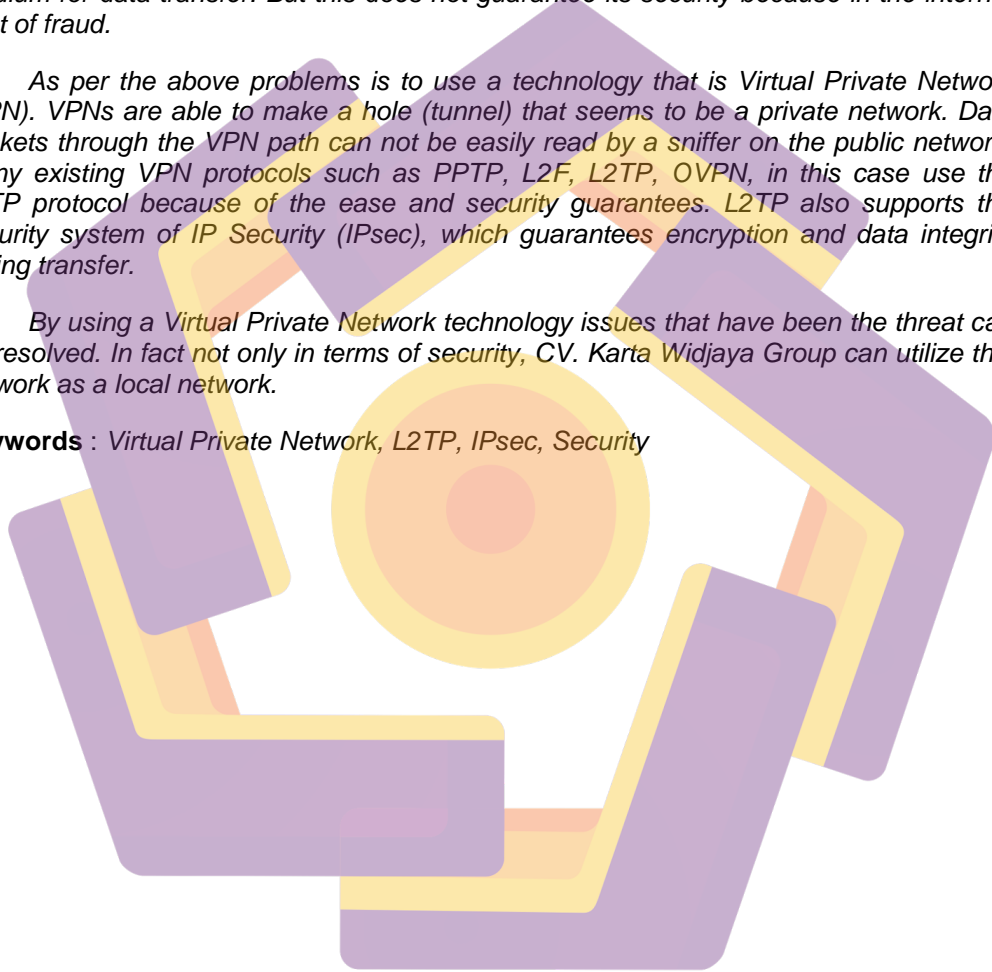 dium for data transfer. But this does not guarantee its security because in the intern
t of fraud.
As per the above problems is to use a technology that is Virtual Private Netwo
PN). VPNs are able to make a hole (tunnel) that seems to be a private network. Da
kets through the VPN path can not be easily read by a sniffer on the public networ
ny existing VPN protocols such as PPTP, L2F, L2TP, OVPN, in this case use th
TP protocol because of the ease and security guarantees. L2TP also supports th
urity system of IP Security (IPsec), which guarantees encryption and data integri
ing transfer.
By using a Virtual Private Network technology issues that have been the threat ca
resolved. In fact not only in terms of security, CV. Karta Widjaya Group can utilize th
work as a local network.
ywords : Virtual Private Network, L2TP, IPsec, Security